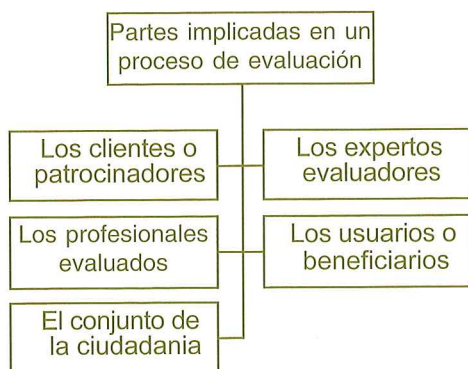 Partes implicadas en un
proceso de evaluación
Los clientes o
patrocinadores
Los expertos
evaluadores
Los profesionales
evaluados
Los usuarios o
beneficiarios
El conjunto de
la ciudadania